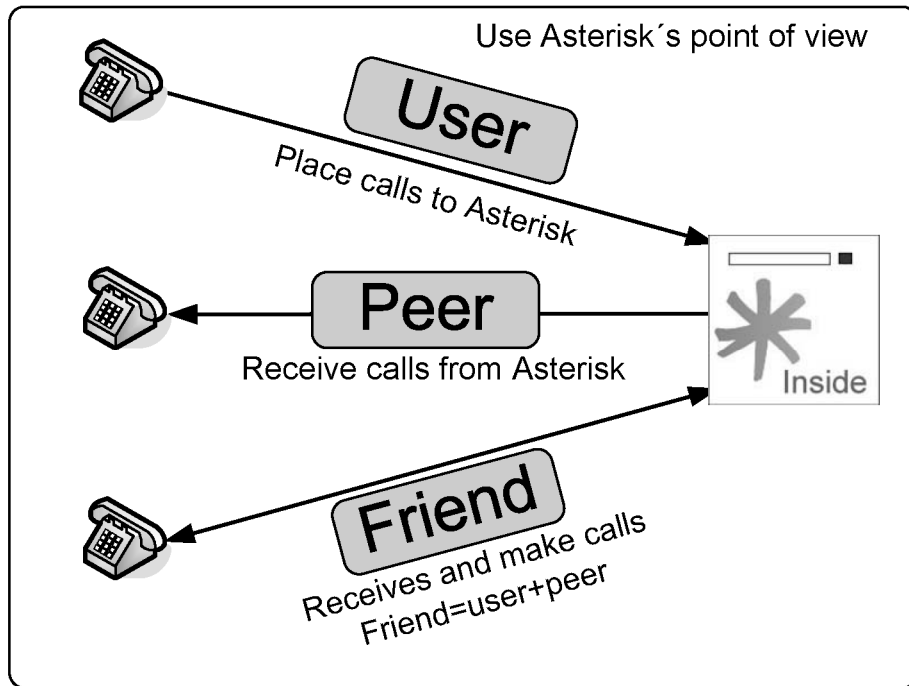 Use Asterisk´s point of view
User
Place calls to Asterisk
Peer
Receive calls from Asterisk
Inside
Friend
Receives and make calls
Friend=user+peer